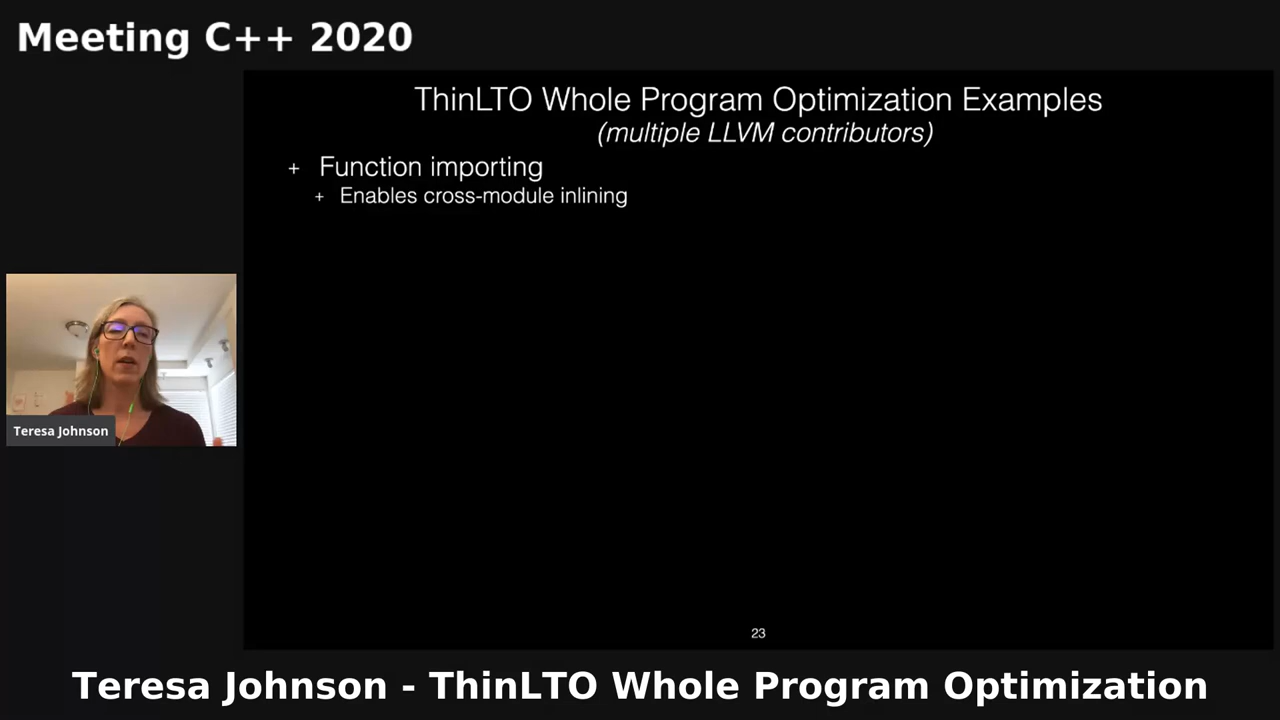 Meeting C++ 2020
ThinLTO Whole Program Optimization Examples
(multiple LLVM contributors)
+ Function importing
+ Enables cross-module inlining
Teresa Johnson
23
Teresa Johnson - ThinLTO Whole Program Optimization